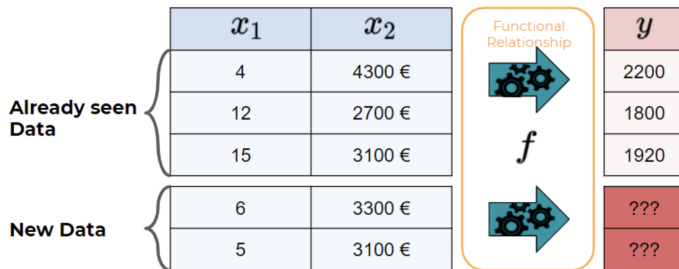 x₁ x₂ Functional Relationship y
4 4300 € 2200
Already seen Data 12 2700 € 1800
15 3100 € 1920
f
6 3300 € ???
New Data 5 3100 € ???